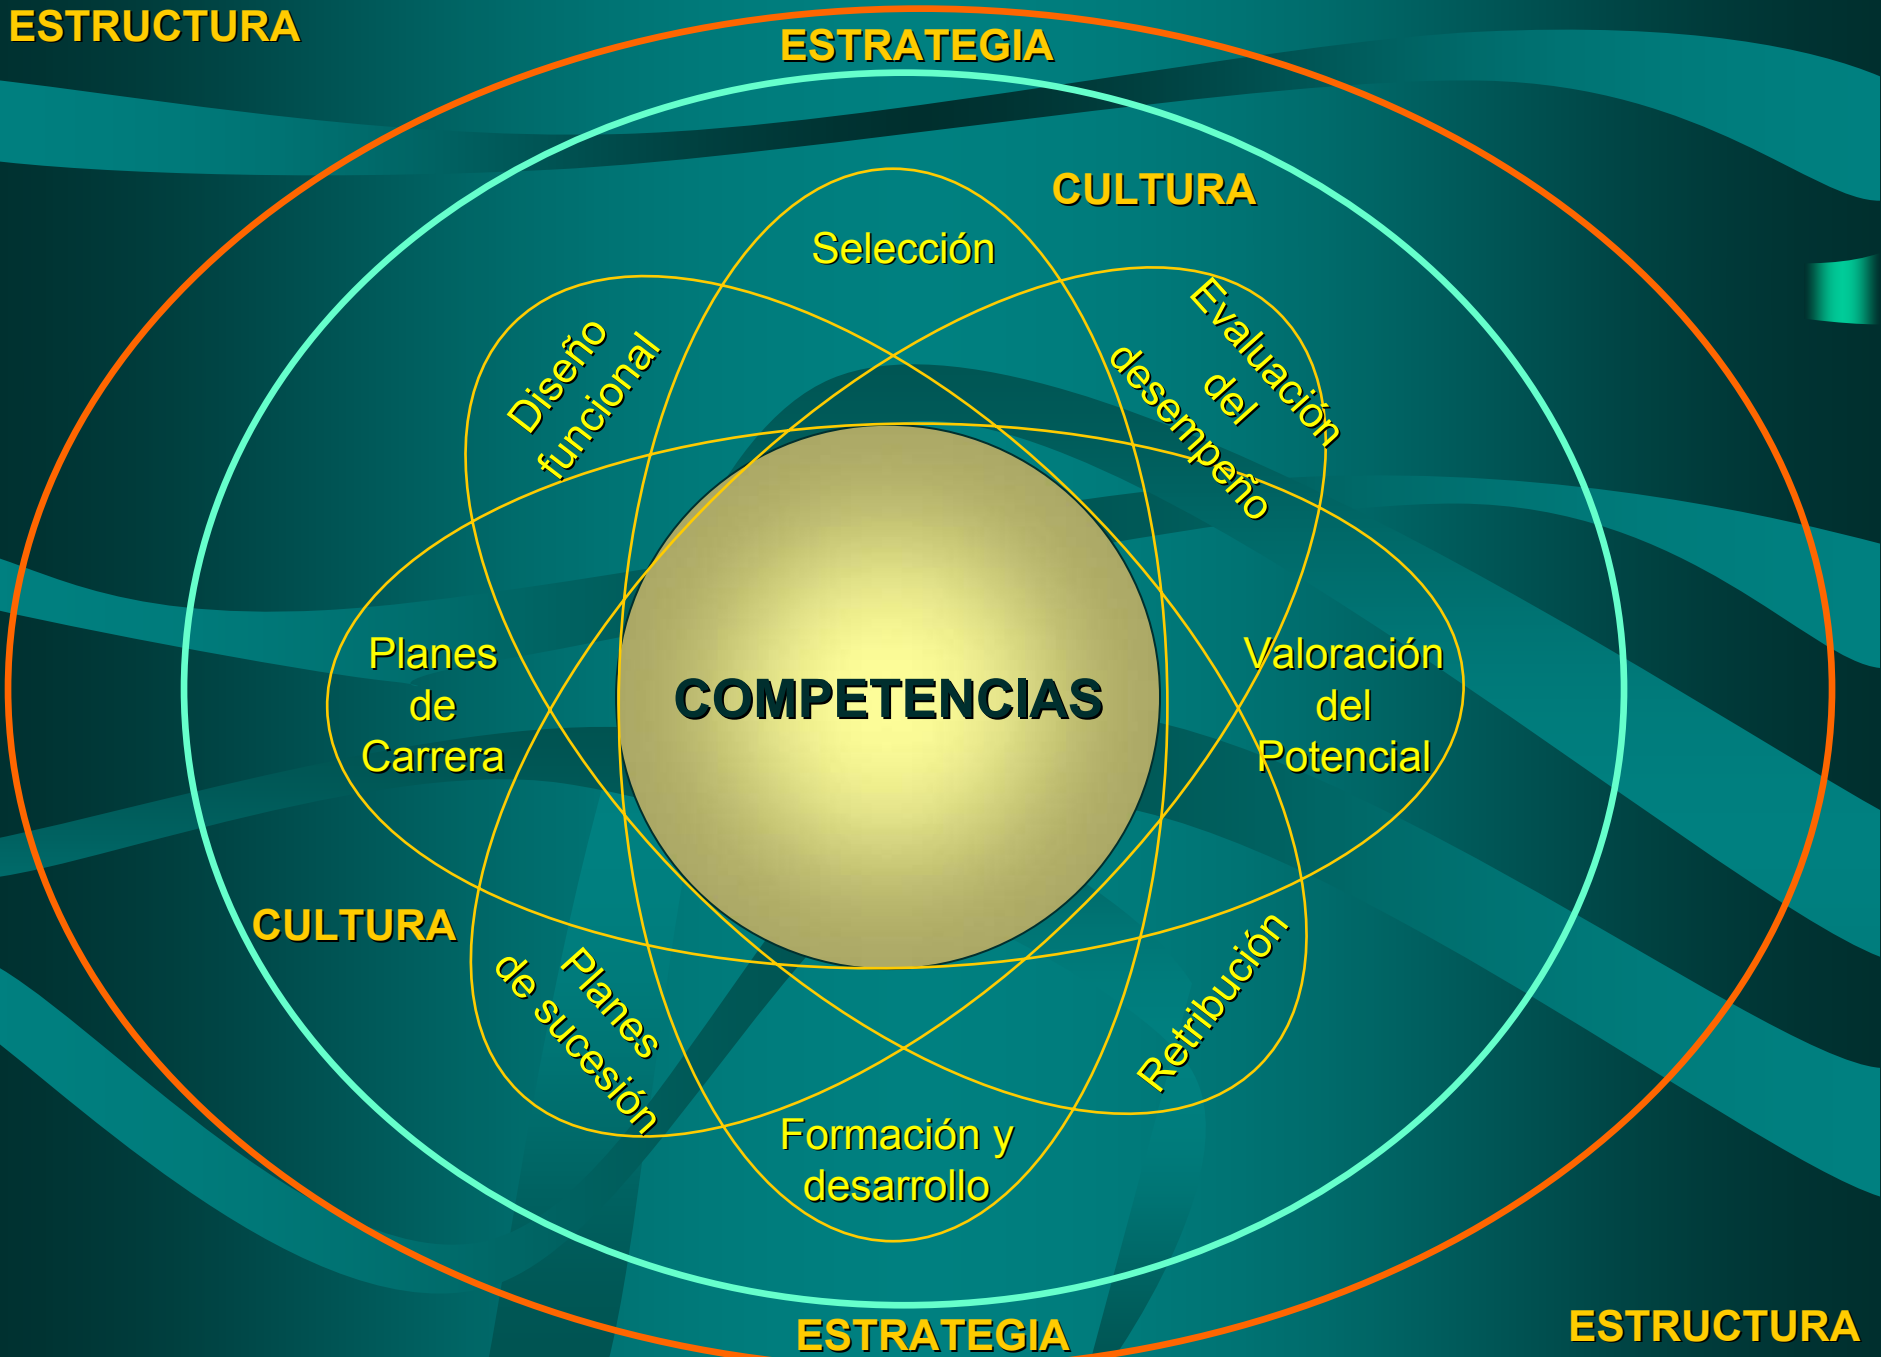 ESTRUCTURA
ESTRATEGIA
CULTURA
Selección
Diseño
funcional
Evaluación
del
desempeño
Planes
de
Carrera
COMPETENCIAS
Valoración
del
Potencial
CULTURA
Planes
de sucesión
Retribución
Formación y
desarrollo
ESTRATEGIA
ESTRUCTURA